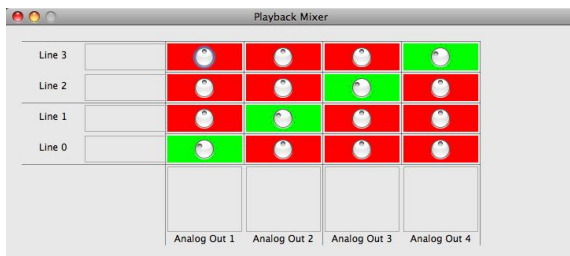 Playback Mixer
Line 3
Line 2
Line 1
Line 0
Analog Out 1 Analog Out 2 Analog Out 3 Analog Out 4